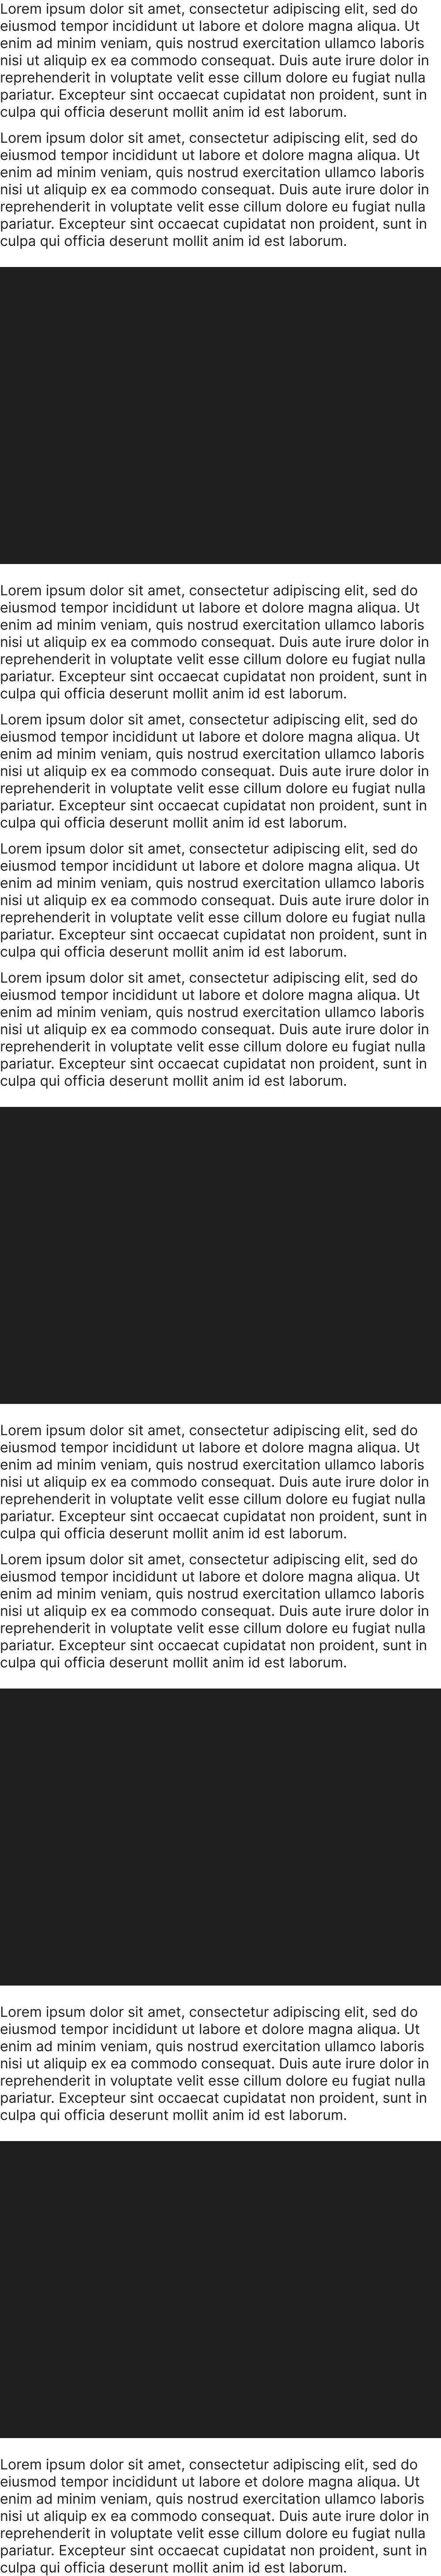 Lorem ipsum dolor sit amet, consectetur adipiscing elit, sed do
eiusmod tempor incididunt ut labore et dolore magna aliqua. Ut
enim ad minim veniam, quis nostrud exercitation ullamco laboris
nisi ut aliquip ex ea commodo consequat. Duis aute irure dolor in
reprehenderit in voluptate velit esse cillum dolore eu fugiat nulla
pariatur. Excepteur sint occaecat cupidatat non proident, sunt in
culpa qui officia deserunt mollit anim id est laborum.
Lorem ipsum dolor sit amet, consectetur adipiscing elit, sed do
eiusmod tempor incididunt ut labore et dolore magna aliqua. Ut
enim ad minim veniam, quis nostrud exercitation ullamco laboris
nisi ut aliquip ex ea commodo consequat. Duis aute irure dolor in
reprehenderit in voluptate velit esse cillum dolore eu fugiat nulla
pariatur. Excepteur sint occaecat cupidatat non proident, sunt in
culpa qui officia deserunt mollit anim id est laborum.
Lorem ipsum dolor sit amet, consectetur adipiscing elit, sed do
eiusmod tempor incididunt ut labore et dolore magna aliqua. Ut
enim ad minim veniam, quis nostrud exercitation ullamco laboris
nisi ut aliquip ex ea commodo consequat. Duis aute irure dolor in
reprehenderit in voluptate velit esse cillum dolore eu fugiat nulla
pariatur. Excepteur sint occaecat cupidatat non proident, sunt in
culpa qui officia deserunt mollit anim id est laborum.
Lorem ipsum dolor sit amet, consectetur adipiscing elit, sed do
eiusmod tempor incididunt ut labore et dolore magna aliqua. Ut
enim ad minim veniam, quis nostrud exercitation ullamco laboris
nisi ut aliquip ex ea commodo consequat. Duis aute irure dolor in
reprehenderit in voluptate velit esse cillum dolore eu fugiat nulla
pariatur. Excepteur sint occaecat cupidatat non proident, sunt in
culpa qui officia deserunt mollit anim id est laborum.
Lorem ipsum dolor sit amet, consectetur adipiscing elit, sed do
eiusmod tempor incididunt ut labore et dolore magna aliqua. Ut
enim ad minim veniam, quis nostrud exercitation ullamco laboris
nisi ut aliquip ex ea commodo consequat. Duis aute irure dolor in
reprehenderit in voluptate velit esse cillum dolore eu fugiat nulla
pariatur. Excepteur sint occaecat cupidatat non proident, sunt in
culpa qui officia deserunt mollit anim id est laborum.
Lorem ipsum dolor sit amet, consectetur adipiscing elit, sed do
eiusmod tempor incididunt ut labore et dolore magna aliqua. Ut
enim ad minim veniam, quis nostrud exercitation ullamco laboris
nisi ut aliquip ex ea commodo consequat. Duis aute irure dolor in
reprehenderit in voluptate velit esse cillum dolore eu fugiat nulla
pariatur. Excepteur sint occaecat cupidatat non proident, sunt in
culpa qui officia deserunt mollit anim id est laborum.
Lorem ipsum dolor sit amet, consectetur adipiscing elit, sed do
eiusmod tempor incididunt ut labore et dolore magna aliqua. Ut
enim ad minim veniam, quis nostrud exercitation ullamco laboris
nisi ut aliquip ex ea commodo consequat. Duis aute irure dolor in
reprehenderit in voluptate velit esse cillum dolore eu fugiat nulla
pariatur. Excepteur sint occaecat cupidatat non proident, sunt in
culpa qui officia deserunt mollit anim id est laborum.
Lorem ipsum dolor sit amet, consectetur adipiscing elit, sed do
eiusmod tempor incididunt ut labore et dolore magna aliqua. Ut
enim ad minim veniam, quis nostrud exercitation ullamco laboris
nisi ut aliquip ex ea commodo consequat. Duis aute irure dolor in
reprehenderit in voluptate velit esse cillum dolore eu fugiat nulla
pariatur. Excepteur sint occaecat cupidatat non proident, sunt in
culpa qui officia deserunt mollit anim id est laborum.
Lorem ipsum dolor sit amet, consectetur adipiscing elit, sed do
eiusmod tempor incididunt ut labore et dolore magna aliqua. Ut
enim ad minim veniam, quis nostrud exercitation ullamco laboris
nisi ut aliquip ex ea commodo consequat. Duis aute irure dolor in
reprehenderit in voluptate velit esse cillum dolore eu fugiat nulla
pariatur. Excepteur sint occaecat cupidatat non proident, sunt in
culpa qui officia deserunt mollit anim id est laborum.
Lorem ipsum dolor sit amet, consectetur adipiscing elit, sed do
eiusmod tempor incididunt ut labore et dolore magna aliqua. Ut
enim ad minim veniam, quis nostrud exercitation ullamco laboris
nisi ut aliquip ex ea commodo consequat. Duis aute irure dolor in
reprehenderit in voluptate velit esse cillum dolore eu fugiat nulla
pariatur. Excepteur sint occaecat cupidatat non proident, sunt in
culpa qui officia deserunt mollit anim id est laborum.